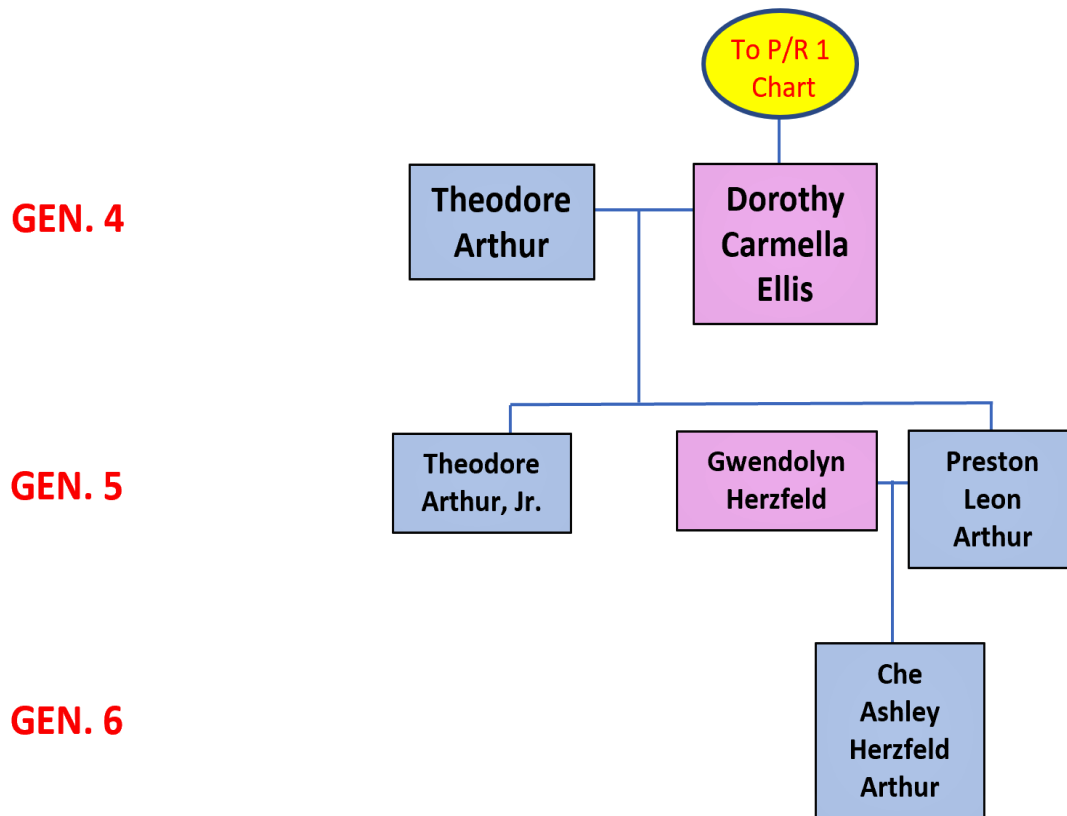 To P/R 1
Chart
GEN. 4
Theodore
Arthur
Dorothy
Carmella
Ellis
GEN. 5
Theodore
Arthur, Jr.
Gwendolyn
Herzfeld
Preston
Leon
Arthur
GEN. 6
Che
Ashley
Herzfeld
Arthur